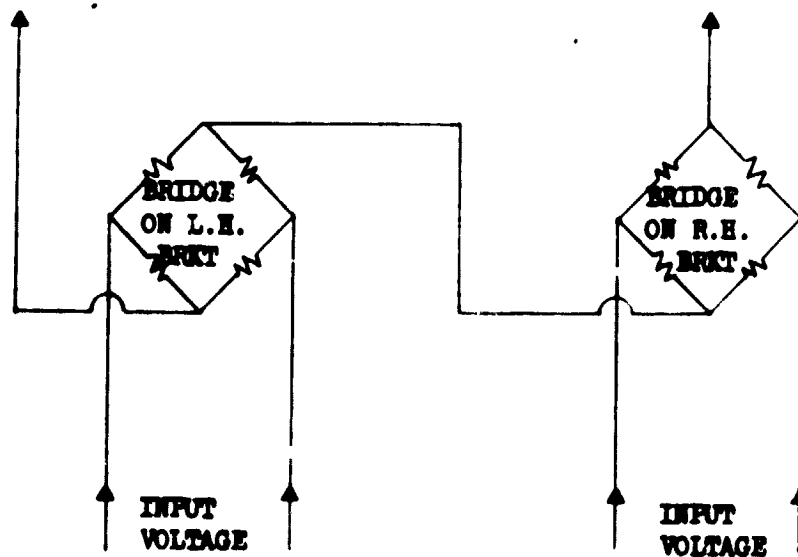 BRIDGE
ON L.H.
BRKT
BRIDGE
ON R.H.
BRKT
INPUT
VOLTAGE
INPUT
VOLTAGE